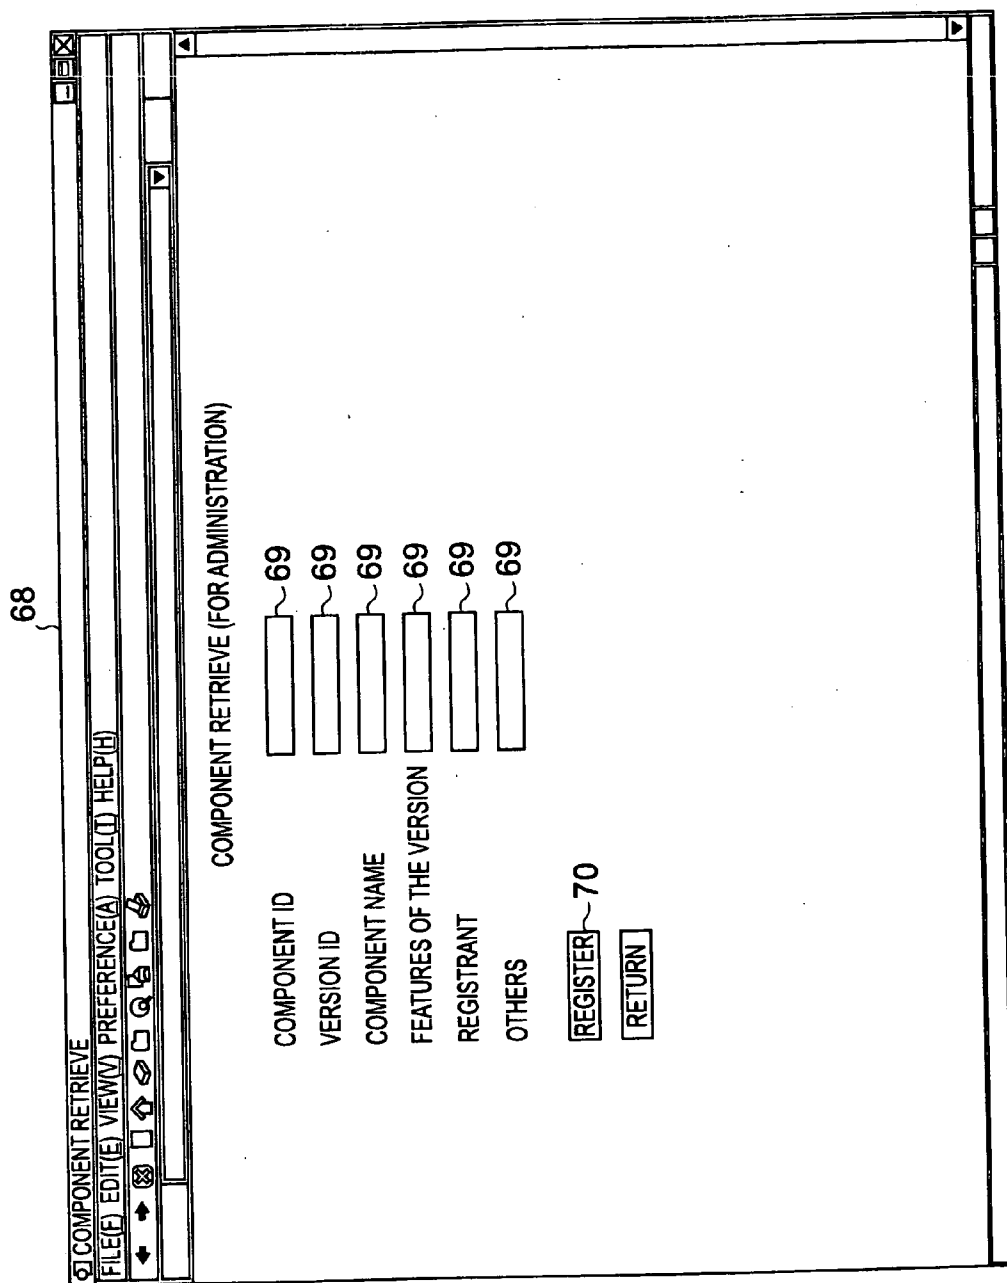 68
COMPONENT RETRIEVE
FILE(F) EDIT(E) VIEW(V) PREFERENCE(A) TOOL(T) HELP(H)
COMPONENT RETRIEVE (FOR ADMINISTRATION)
COMPONENT ID 69
VERSION ID 69
COMPONENT NAME 69
FEATURES OF THE VERSION 69
REGISTRANT 69
OTHERS 69
REGISTER 70
RETURN